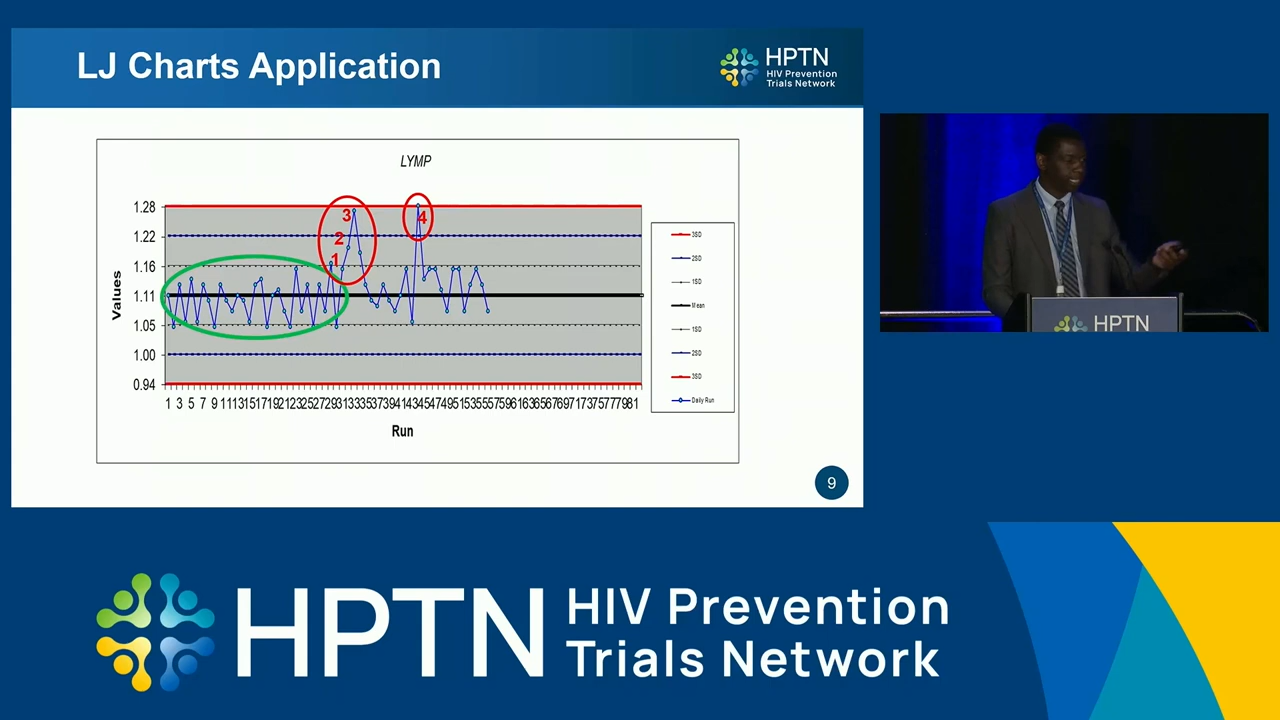 LJ Charts Application
HPTN
HIV Prevention
Trials Network
LYMP
1.28
1.22
1.16
1.11
1.05
1.00
0.94
Values
3
2
1
4
1 3 5 7 9 11 13 15 17 19 21 23 25 27 29 31 33 35 37 39 41 43 45 47 49 51 53 55 57 59 61 63 65 67 69 71 73 75 77 79 81
Run
3SD
2SD
1SD
Mean
1SD
2SD
3SD
Daily Run
9
HPTN
HPTN
HIV Prevention
Trials Network